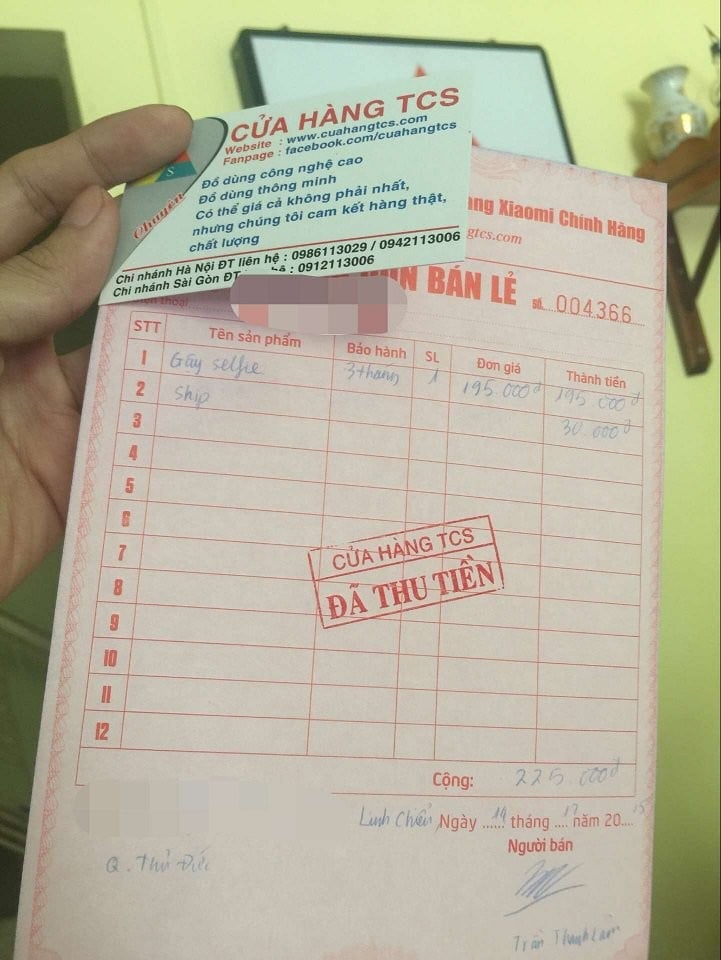 CỬA HÀNG TCS
Website : www.cuahangtcs.com
Fanpage : facebook.com/cuahangtcs
S
Chuyên
Đồ dùng công nghệ cao
Đồ dùng thông minh
Có thể giá cả không phải nhất,
nhưng chúng tôi cam kết hàng thật,
chất lượng
Chi nhánh Hà Nội ĐT liên hệ : 0986113029 / 0942113006
Chi nhánh Sài Gòn ĐT hệ : 0912113006
Xiaomi Chính Hãng
gtcs.com
BÁN LẺ Số: 004366
thoại
STT Tên sản phẩm Bảo hành SL Đơn giá Thành tiền
1 Gậy selfie 3 tháng 1 195 000đ 195 000đ
2 Ship 30.000đ
3
4
5
6
7
8
9
10
11
12
CỬA HÀNG TCS
ĐÃ THU TIỀN
Cộng: 225.000đ
Linh Chiểu, Ngày 19 tháng 12 năm 2015
Người bán
Q. Thủ Đức
Trần Thanh